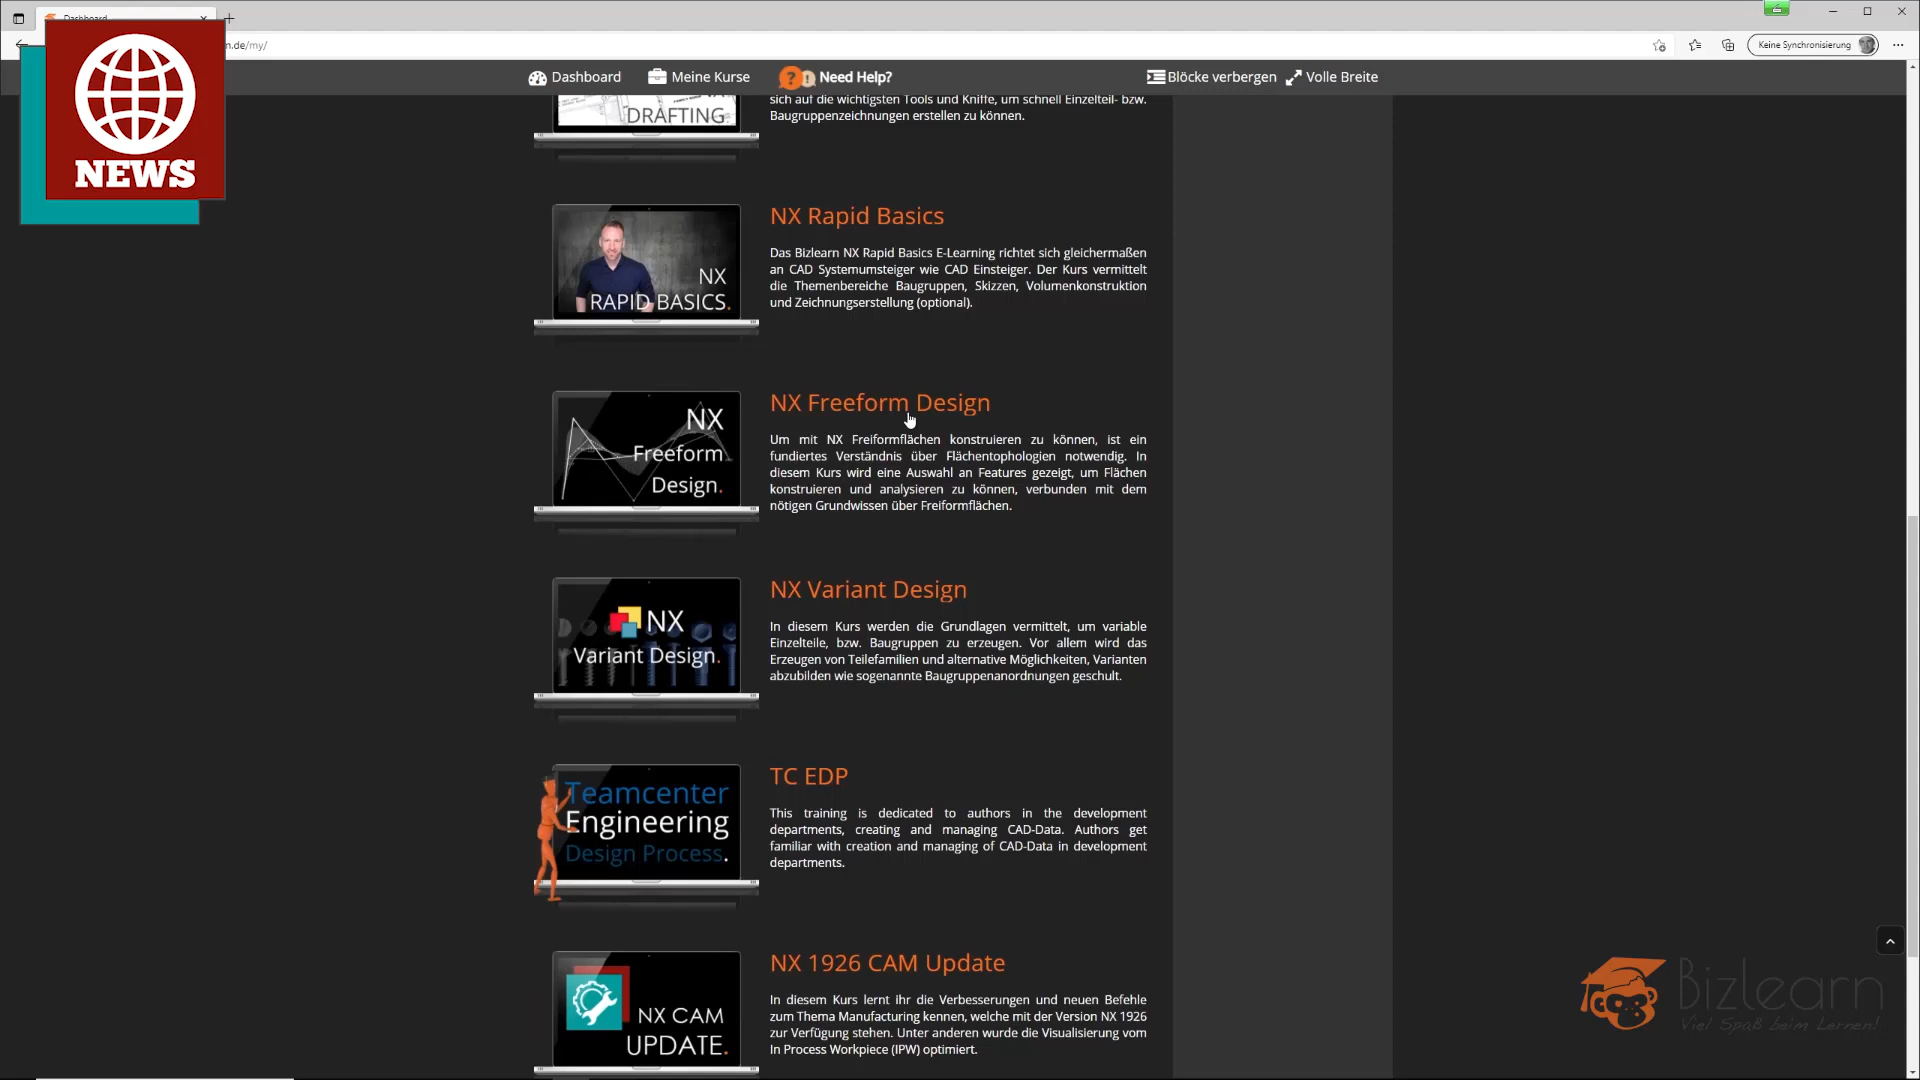 Dashboard
n.de/my/
Keine Synchronisierung
NEWS
Dashboard
Meine Kurse
Need Help?
Blöcke verbergen
Volle Breite
DRAFTING.
sich auf die wichtigsten Tools und Kniffe, um schnell Einzelteil- bzw.
Baugruppenzeichnungen erstellen zu können.
NX
RAPID BASICS.
NX Rapid Basics
Das Bizlearn NX Rapid Basics E-Learning richtet sich gleichermaßen
an CAD Systemumsteiger wie CAD Einsteiger. Der Kurs vermittelt
die Themenbereiche Baugruppen, Skizzen, Volumenkonstruktion
und Zeichnungserstellung (optional).
NX
Freeform
Design.
NX Freeform Design
Um mit NX Freiformflächen konstruieren zu können, ist ein
fundiertes Verständnis über Flächentophologien notwendig. In
diesem Kurs wird eine Auswahl an Features gezeigt, um Flächen
konstruieren und analysieren zu können, verbunden mit dem
nötigen Grundwissen über Freiformflächen.
NX
Variant Design.
NX Variant Design
In diesem Kurs werden die Grundlagen vermittelt, um variable
Einzelteile, bzw. Baugruppen zu erzeugen. Vor allem wird das
Erzeugen von Teilefamilien und alternative Möglichkeiten, Varianten
abzubilden wie sogenannte Baugruppenanordnungen geschult.
Teamcenter
Engineering
Design Process.
TC EDP
This training is dedicated to authors in the development
departments, creating and managing CAD-Data. Authors get
familiar with creation and managing of CAD-Data in development
departments.
NX CAM
UPDATE.
NX 1926 CAM Update
In diesem Kurs lernt ihr die Verbesserungen und neuen Befehle
zum Thema Manufacturing kennen, welche mit der Version NX 1926
zur Verfügung stehen. Unter anderen wurde die Visualisierung vom
In Process Workpiece (IPW) optimiert.
Bizlearn
Viel Spaß beim Lernen!